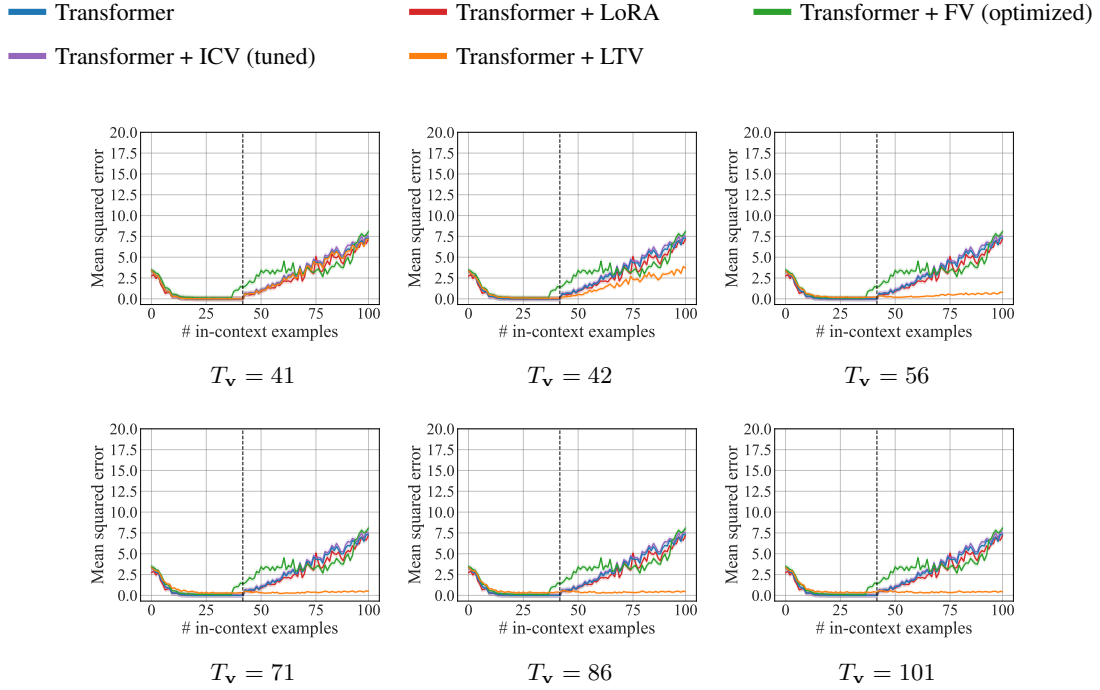 Transformer
Transformer + LoRA
Transformer + FV (optimized)
Transformer + ICV (tuned)
Transformer + LTV
20.0
17.5
15.0
12.5
10.0
7.5
5.0
2.5
0.0
Mean squared error
0 25 50 75 100
# in-context examples
T_v = 41
20.0
17.5
15.0
12.5
10.0
7.5
5.0
2.5
0.0
Mean squared error
0 25 50 75 100
# in-context examples
T_v = 42
20.0
17.5
15.0
12.5
10.0
7.5
5.0
2.5
0.0
Mean squared error
0 25 50 75 100
# in-context examples
T_v = 56
20.0
17.5
15.0
12.5
10.0
7.5
5.0
2.5
0.0
Mean squared error
0 25 50 75 100
# in-context examples
T_v = 71
20.0
17.5
15.0
12.5
10.0
7.5
5.0
2.5
0.0
Mean squared error
0 25 50 75 100
# in-context examples
T_v = 86
20.0
17.5
15.0
12.5
10.0
7.5
5.0
2.5
0.0
Mean squared error
0 25 50 75 100
# in-context examples
T_v = 101